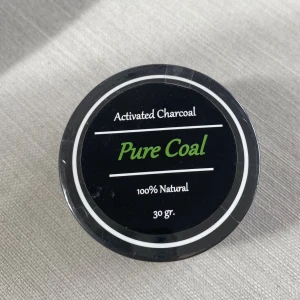 Activated Charcoal
Pure Coal
100% Natural
30 gr.